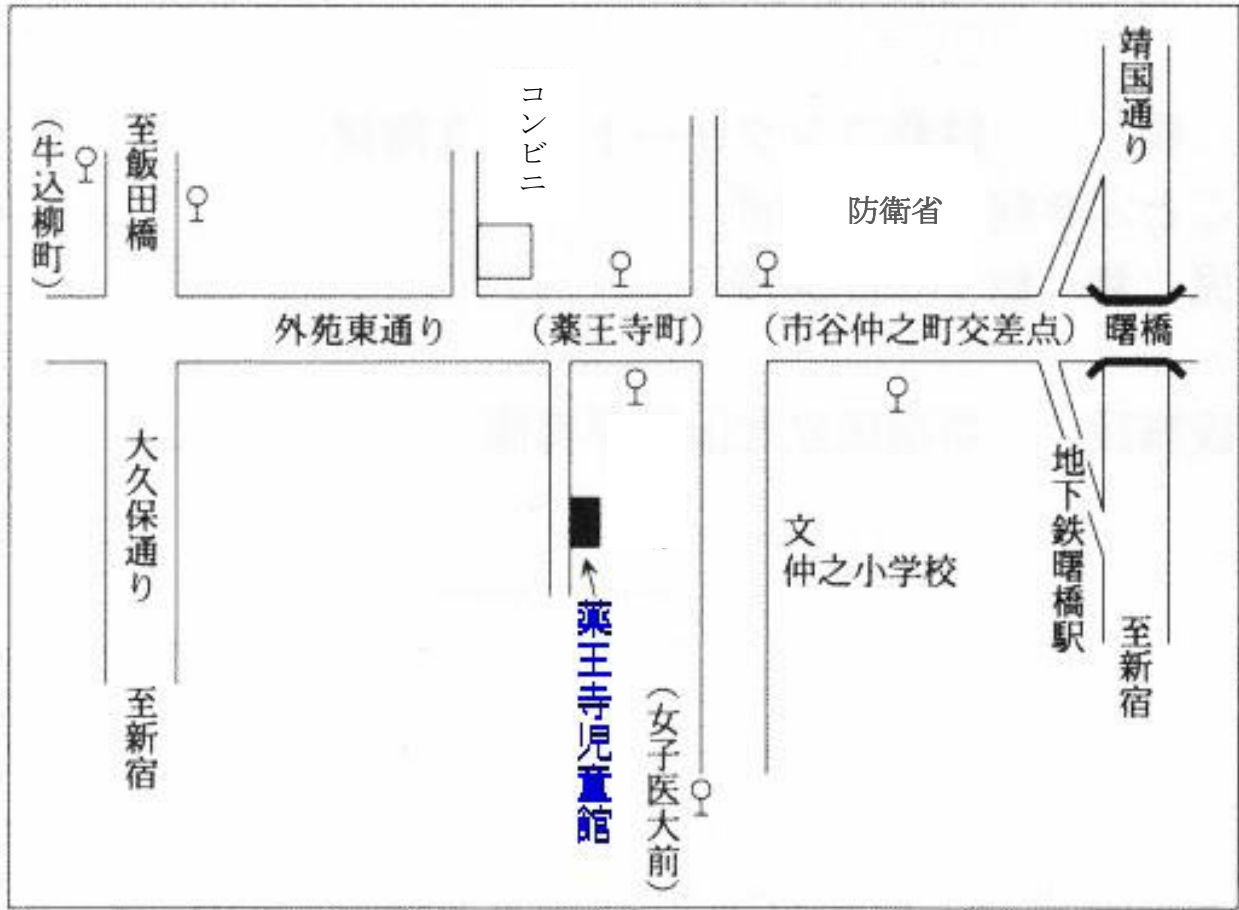 靖国通り
コンビニ
至飯田橋
(牛込柳町)
防衛省
外苑東通り
(薬王寺町)
(市谷仲之町交差点)
曙橋
大久保通り
地下鉄曙橋駅
文
仲之小学校
薬王寺児童館
至新宿
(女子医大前)
至新宿